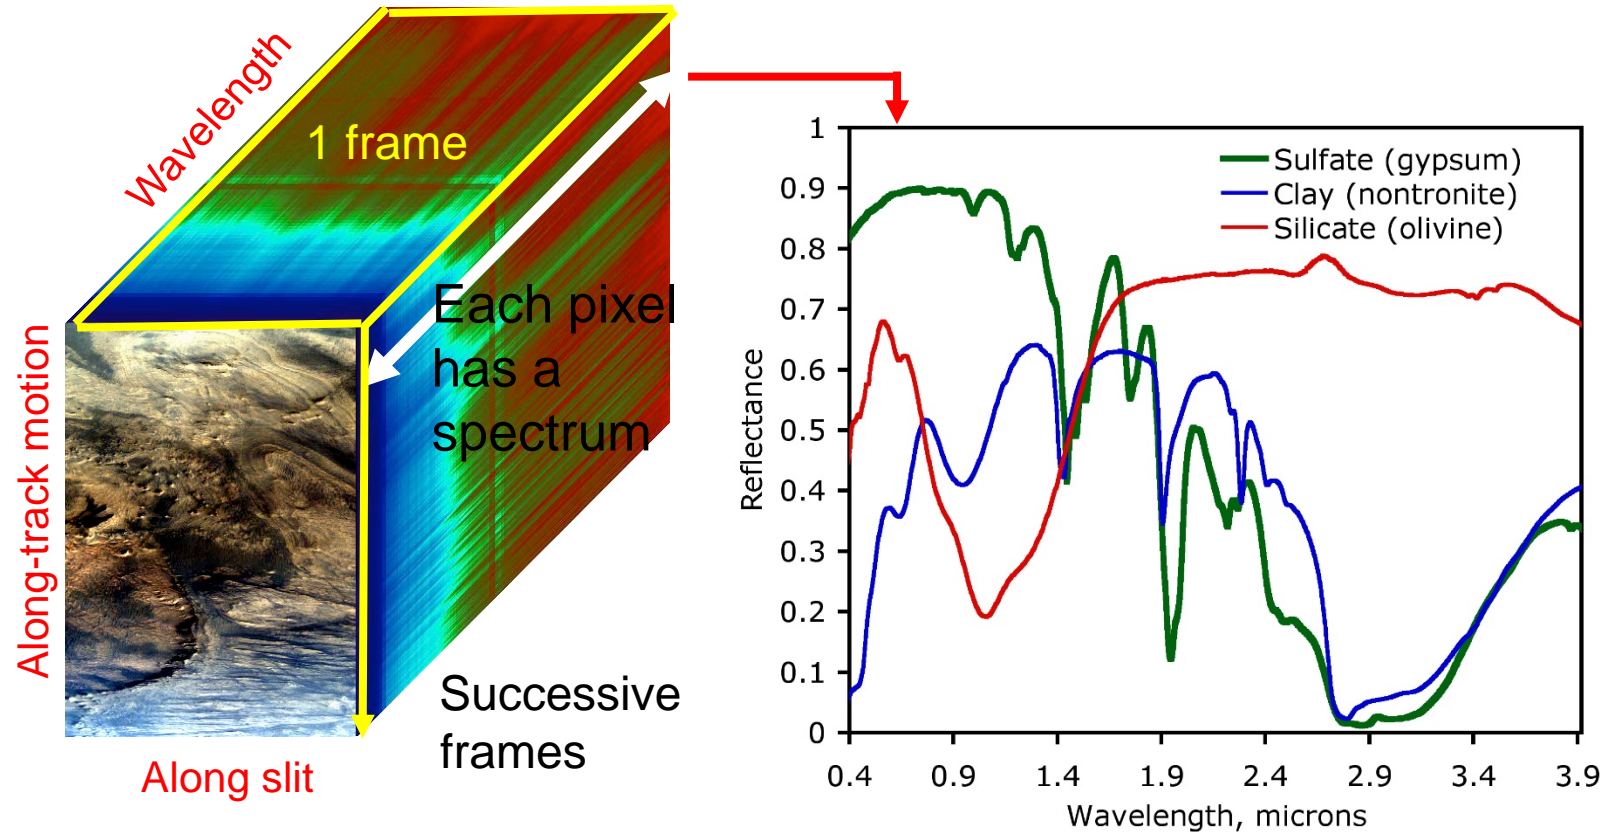 Wavelength
1 frame
Each pixel
has a
spectrum
Along-track motion
Successive
frames
Along slit
Sulfate (gypsum)
Clay (nontronite)
Silicate (olivine)
Reflectance
1
0.9
0.8
0.7
0.6
0.5
0.4
0.3
0.2
0.1
0
0.4 0.9 1.4 1.9 2.4 2.9 3.4 3.9
Wavelength, microns